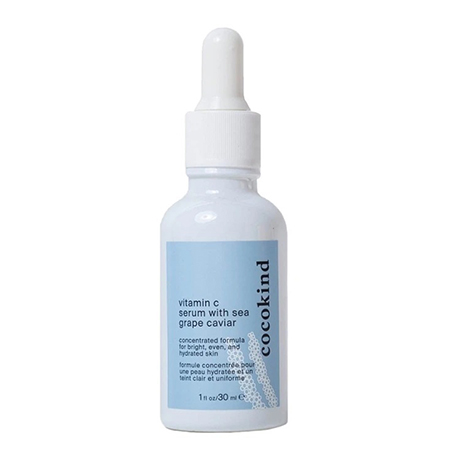 vitamin c
serum with sea
grape caviar
concentrated formula
for bright, even, and
hydrated skin
formule concentrée pour
une peau hydratée et un
teint clair et uniforme
1 fl oz/30 ml ℮
cocokind